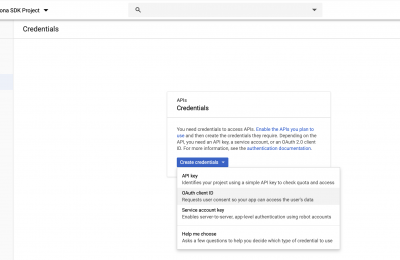 ona SDK Project
Credentials
APIs
Credentials
You need credentials to access APIs. Enable the APIs you plan to
use and then create the credentials they require. Depending on the
API, you need an API key, a service account, or an OAuth 2.0 client
ID. For more information, see the authentication documentation.
Create credentials
API key
Identifies your project using a simple API key to check quota and access
OAuth client ID
Requests user consent so your app can access the user's data
Service account key
Enables server-to-server, app-level authentication using robot accounts
Help me choose
Asks a few questions to help you decide which type of credential to use